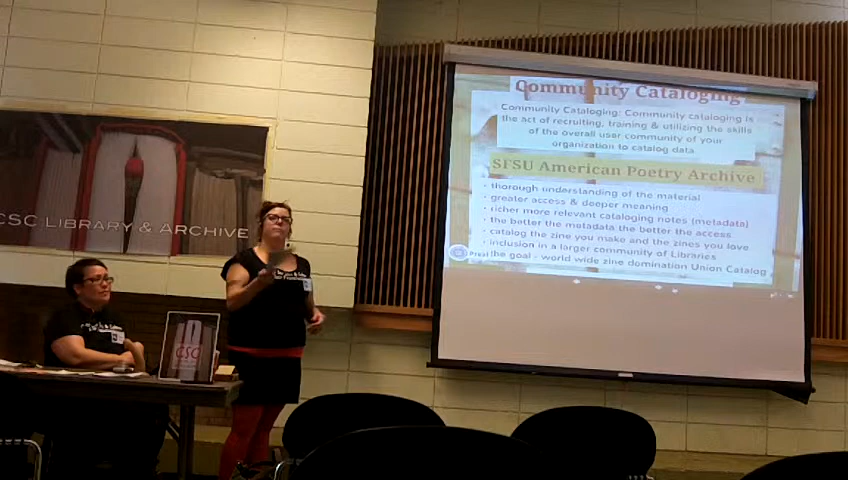 Community Cataloging
Community Cataloging: Community cataloging is
the act of recruiting, training & utilizing the skills
of the overall user community of your
organization to catalog data.
SFSU American Poetry Archive
• thorough understanding of the material
• greater access & deeper meaning
• richer more relevant cataloging notes (metadata)
• the better the metadata the better the access
• catalog the zine you make and the zines you love
• inclusion in a larger community of Libraries
• the goal - world wide zine domination Union Catalog
Prezi
CSC LIBRARY & ARCHIVE